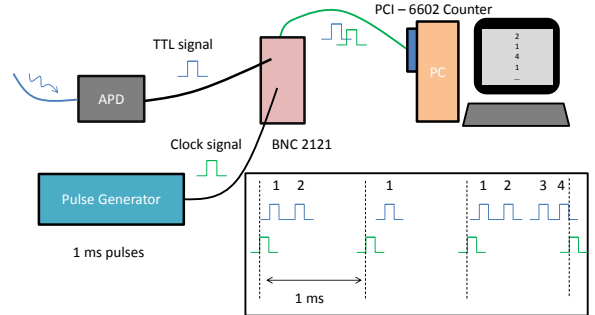 PCI – 6602 Counter
TTL signal
APD
PC
2
1
4
1
...
Clock signal
BNC 2121
Pulse Generator
1 ms pulses
1 2 1 1 2 3 4
1 ms